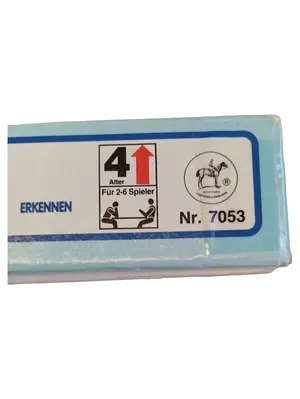 4
Alter
Für 2-6 Spieler
ERKENNEN
®
Nr. 7053